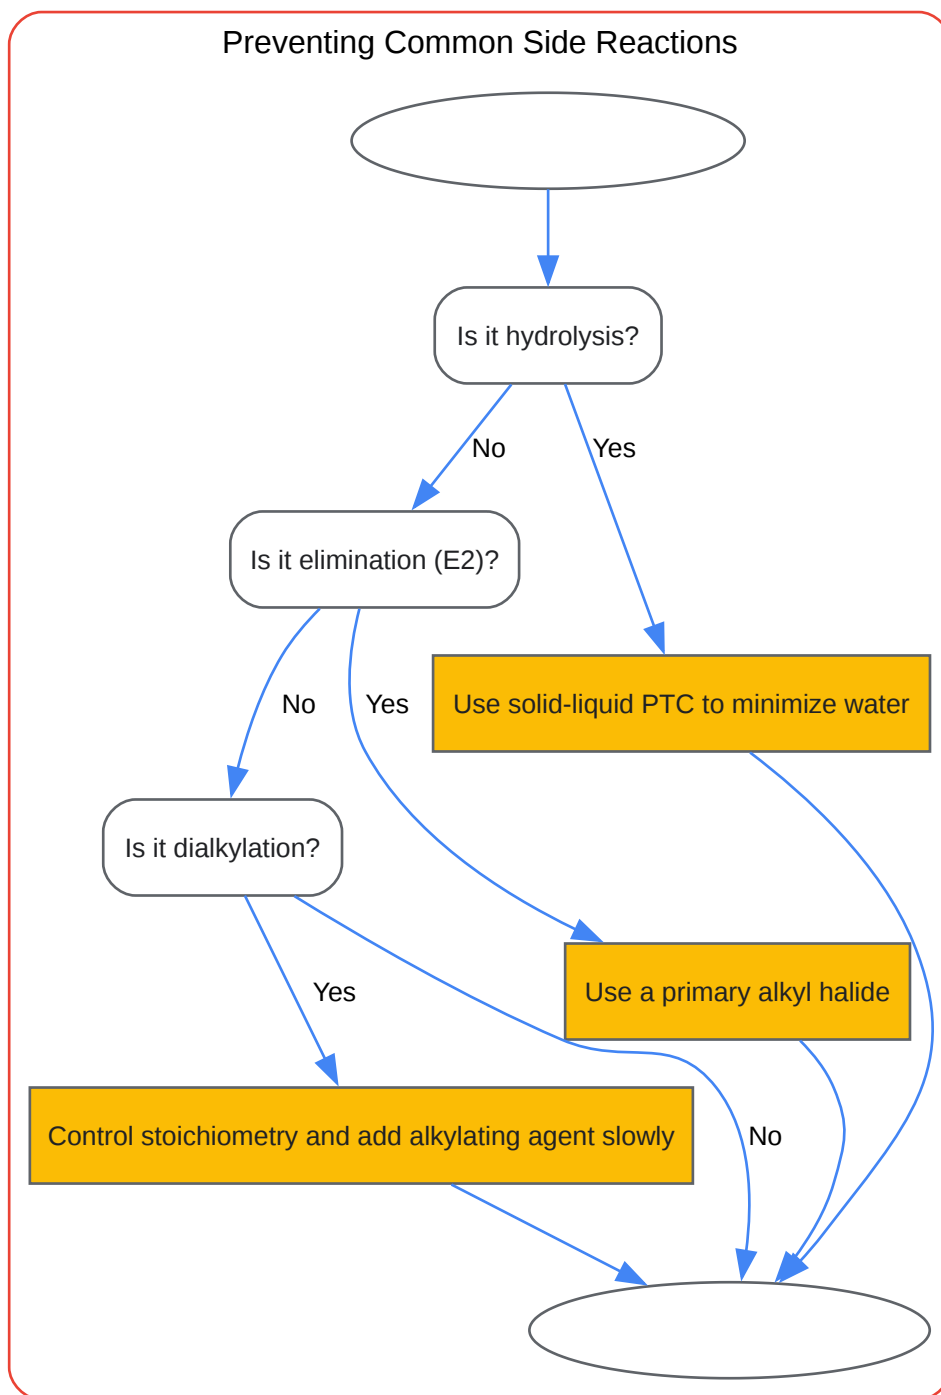 Preventing Common Side Reactions
Is it hydrolysis?
No
Yes
Is it elimination (E2)?
No
Yes
Use solid-liquid PTC to minimize water
Is it dialkylation?
Yes
Use a primary alkyl halide
Control stoichiometry and add alkylating agent slowly
No